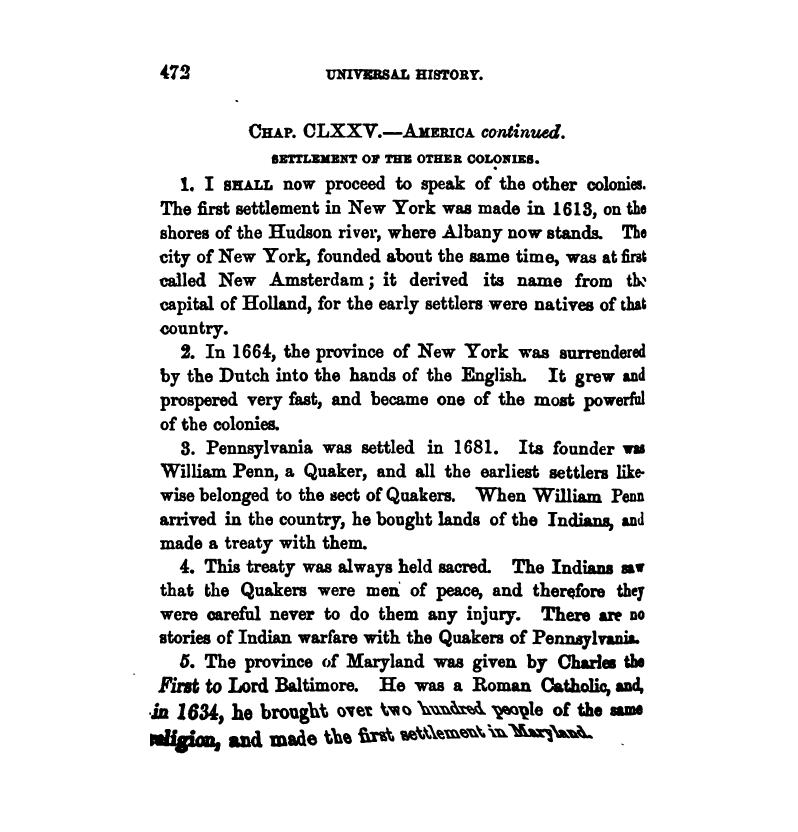 472 UNIVERSAL HISTORY.
CHAP. CLXXV.—AMERICA continued.
SETTLEMENT OF THE OTHER COLONIES.
1. I SHALL now proceed to speak of the other colonies.
The first settlement in New York was made in 1613, on the
shores of the Hudson river, where Albany now stands. The
city of New York, founded about the same time, was at first
called New Amsterdam; it derived its name from the
capital of Holland, for the early settlers were natives of that
country.
2. In 1664, the province of New York was surrendered
by the Dutch into the hands of the English. It grew and
prospered very fast, and became one of the most powerful
of the colonies.
3. Pennsylvania was settled in 1681. Its founder was
William Penn, a Quaker, and all the earliest settlers like-
wise belonged to the sect of Quakers. When William Penn
arrived in the country, he bought lands of the Indians, and
made a treaty with them.
4. This treaty was always held sacred. The Indians saw
that the Quakers were men of peace, and therefore they
were careful never to do them any injury. There are no
stories of Indian warfare with the Quakers of Pennsylvania.
5. The province of Maryland was given by Charles the
First to Lord Baltimore. He was a Roman Catholic, and,
in 1634, he brought over two hundred people of the same
religion, and made the first settlement in Maryland.